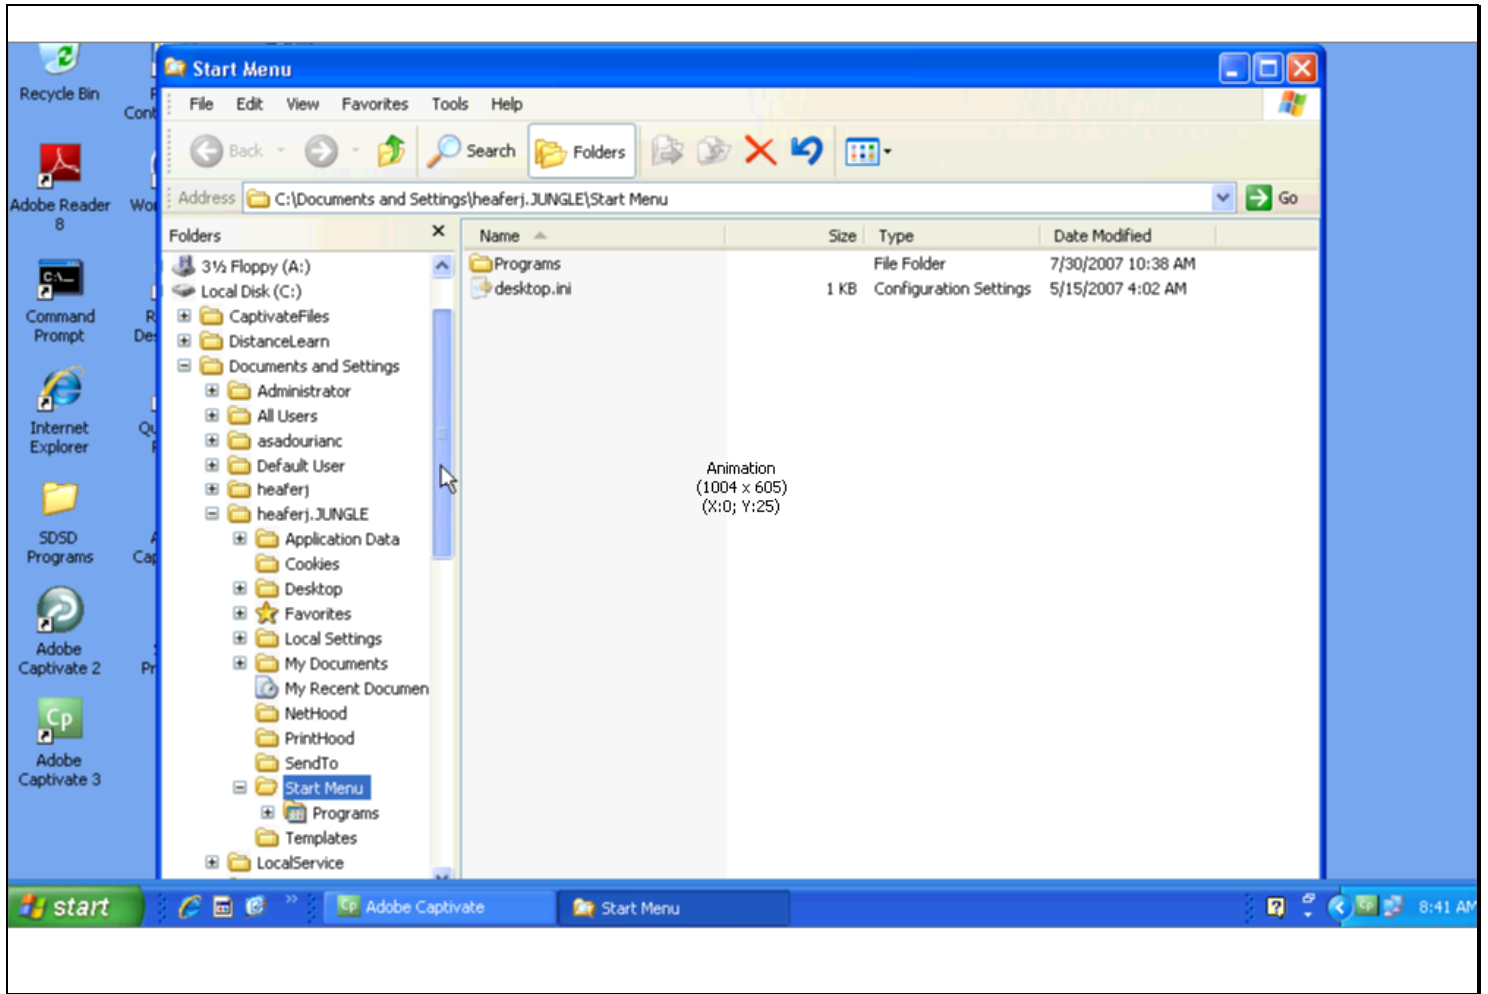 Recycle Bin
Cont
Adobe Reader
8
Wor
Command
Prompt
R
Des
Internet
Explorer
Qu
SDSD
Programs
Cap
Adobe
Captivate 2
Pr
Adobe
Captivate 3
Start Menu
File Edit View Favorites Tools Help
Back Search Folders
Address C:\Documents and Settings\heaferj.JUNGLE\Start Menu Go
Folders
3½ Floppy (A:)
Local Disk (C:)
CaptivateFiles
DistanceLearn
Documents and Settings
Administrator
All Users
asadourianc
Default User
heaferj
heaferj.JUNGLE
Application Data
Cookies
Desktop
Favorites
Local Settings
My Documents
My Recent Documen
NetHood
PrintHood
SendTo
Start Menu
Programs
Templates
LocalService
Name Size Type Date Modified
Programs File Folder 7/30/2007 10:38 AM
desktop.ini 1 KB Configuration Settings 5/15/2007 4:02 AM
Animation
(1004 x 605)
(X:0; Y:25)
start Adobe Captivate Start Menu 8:41 AM